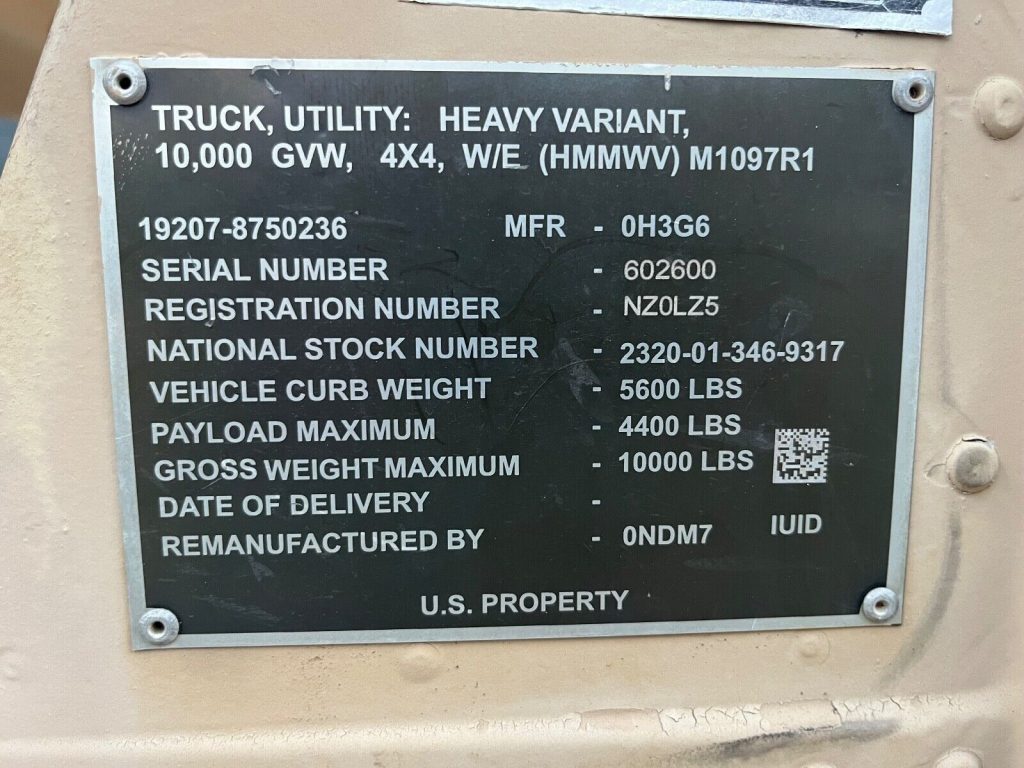 TRUCK, UTILITY: HEAVY VARIANT,
10,000 GVW, 4X4, W/E (HMMWV) M1097R1
19207-8750236 MFR - 0H3G6
SERIAL NUMBER - 602600
REGISTRATION NUMBER - NZ0LZ5
NATIONAL STOCK NUMBER - 2320-01-346-9317
VEHICLE CURB WEIGHT - 5600 LBS
PAYLOAD MAXIMUM - 4400 LBS
GROSS WEIGHT MAXIMUM - 10000 LBS
DATE OF DELIVERY -
REMANUFACTURED BY - 0NDM7 IUID
U.S. PROPERTY